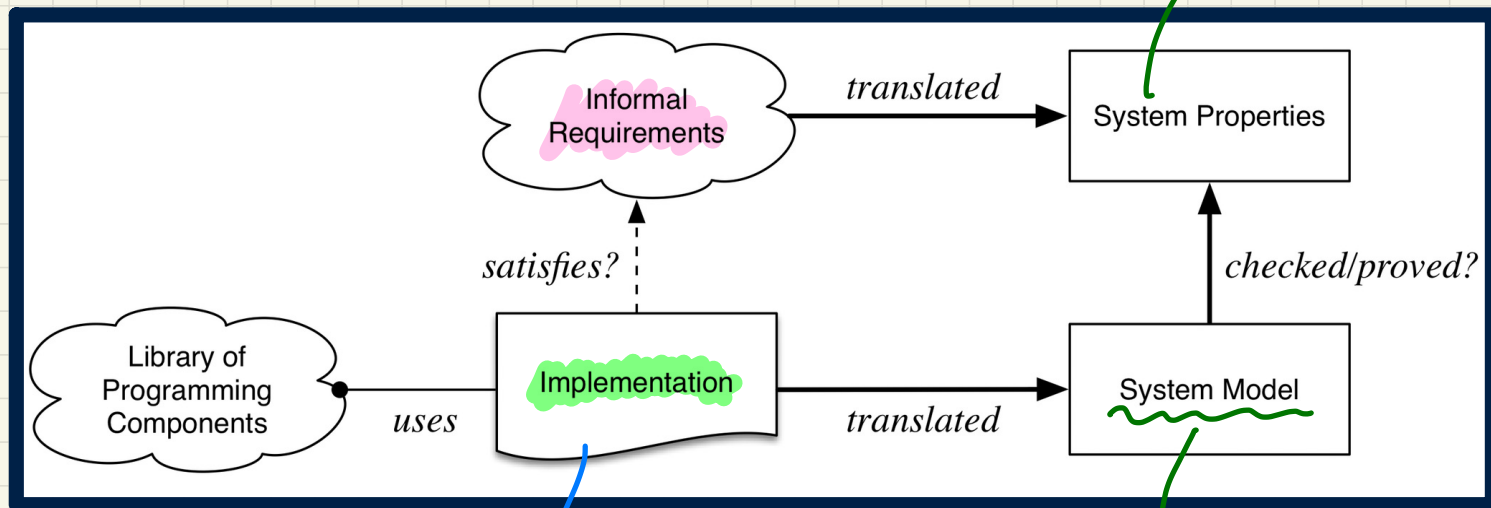 Informal
Requirements
translated
System Properties
satisfies?
checked/proved?
Library of
Programming
Components
uses
Implementation
translated
System Model